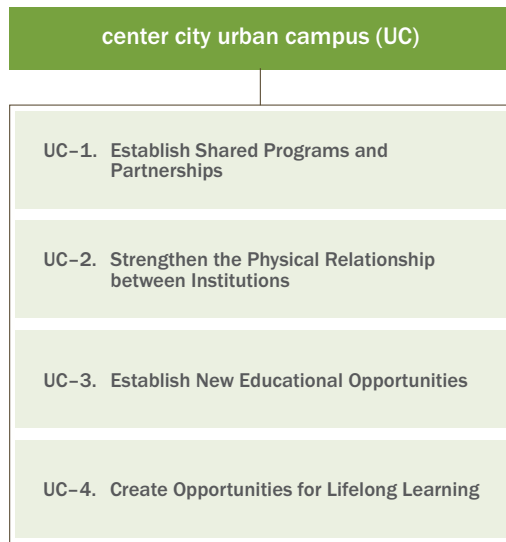 center city urban campus (UC)
UC–1. Establish Shared Programs and
Partnerships
UC–2. Strengthen the Physical Relationship
between Institutions
UC–3. Establish New Educational Opportunities
UC–4. Create Opportunities for Lifelong Learning